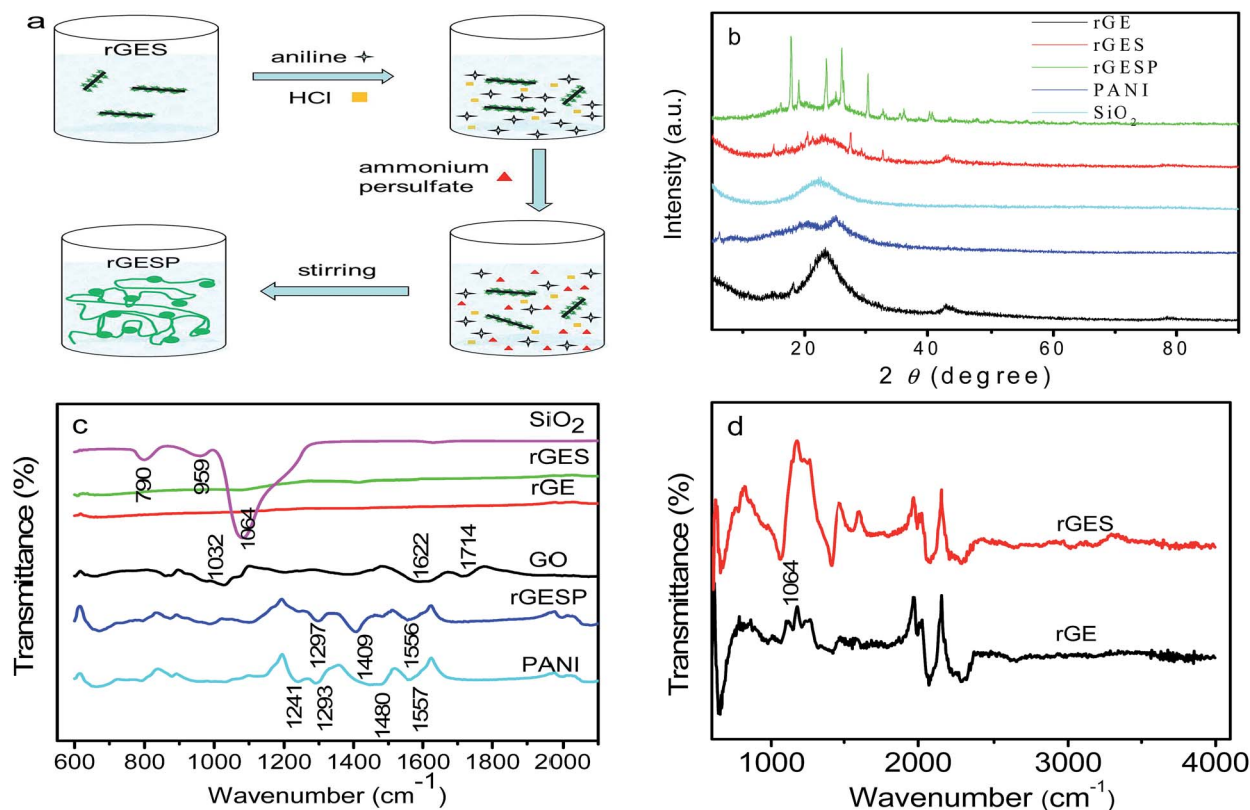 a
rGES
aniline
HCl
ammonium
persulfate
rGESP
stirring
b
rGE
rGES
rGESP
PANI
SiO2
Intensity (a.u.)
20 40 60 80
2 θ (degree)
c
SiO2
790
959
rGES
rGE
1064
1032
GO
1622
1714
rGESP
1297
1409
1556
PANI
1241
1293
1480
1557
Transmittance (%)
600 800 1000 1200 1400 1600 1800 2000
Wavenumber (cm-1)
d
rGES
1064
rGE
Transmittance (%)
1000 2000 3000 4000
Wavenumber (cm-1)